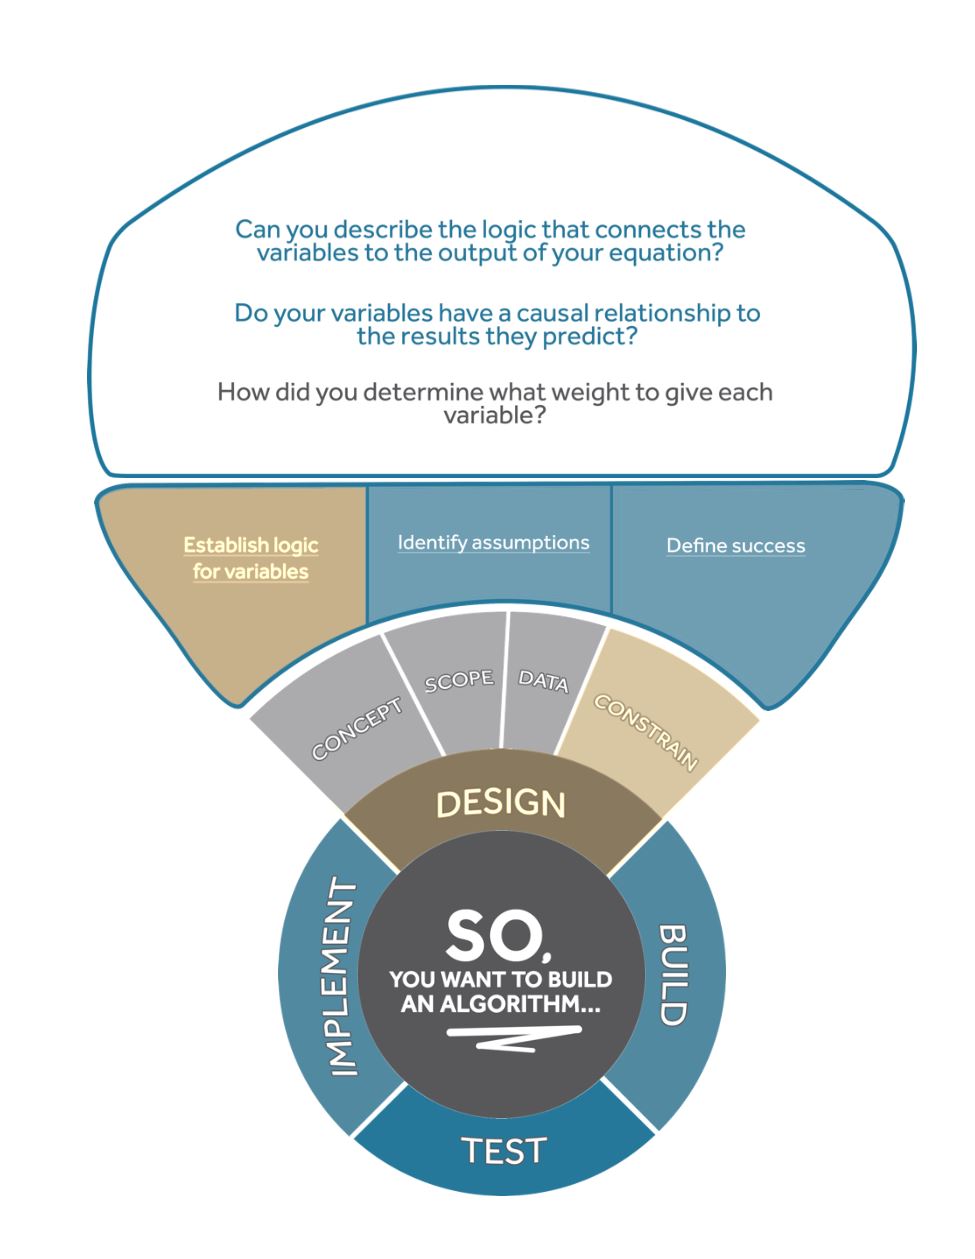 Can you describe the logic that connects the
variables to the output of your equation?
Do your variables have a causal relationship to
the results they predict?
How did you determine what weight to give each
variable?
Establish logic
for variables
Identify assumptions
Define success
CONCEPT
SCOPE
DATA
CONSTRAIN
DESIGN
IMPLEMENT
BUILD
SO,
YOU WANT TO BUILD
AN ALGORITHM...
TEST